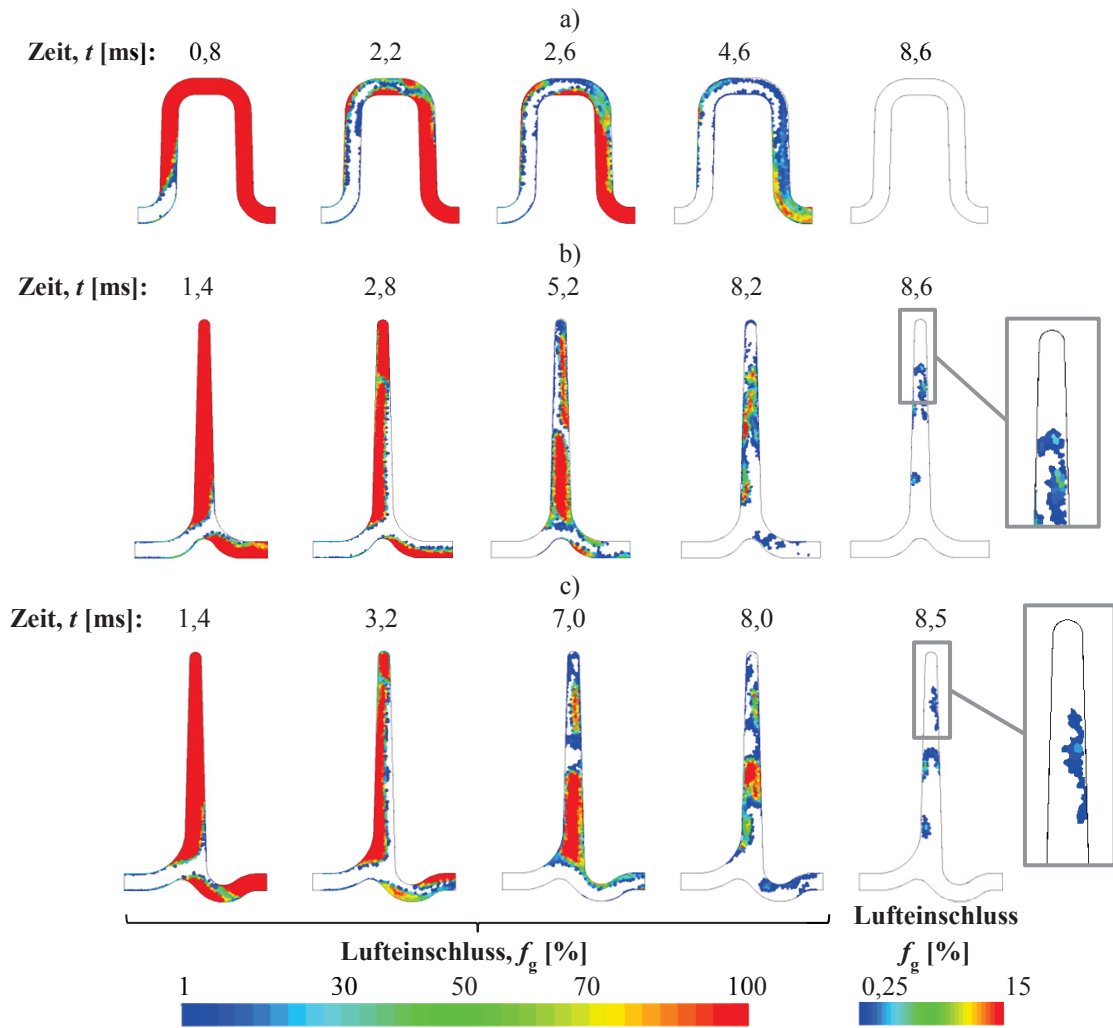 a)
Zeit, t [ms]: 0,8 2,2 2,6 4,6 8,6
b)
Zeit, t [ms]: 1,4 2,8 5,2 8,2 8,6
c)
Zeit, t [ms]: 1,4 3,2 7,0 8,0 8,5
Lufteinschluss, fg [%]
1 30 50 70 100
Lufteinschluss
fg [%]
0,25 15